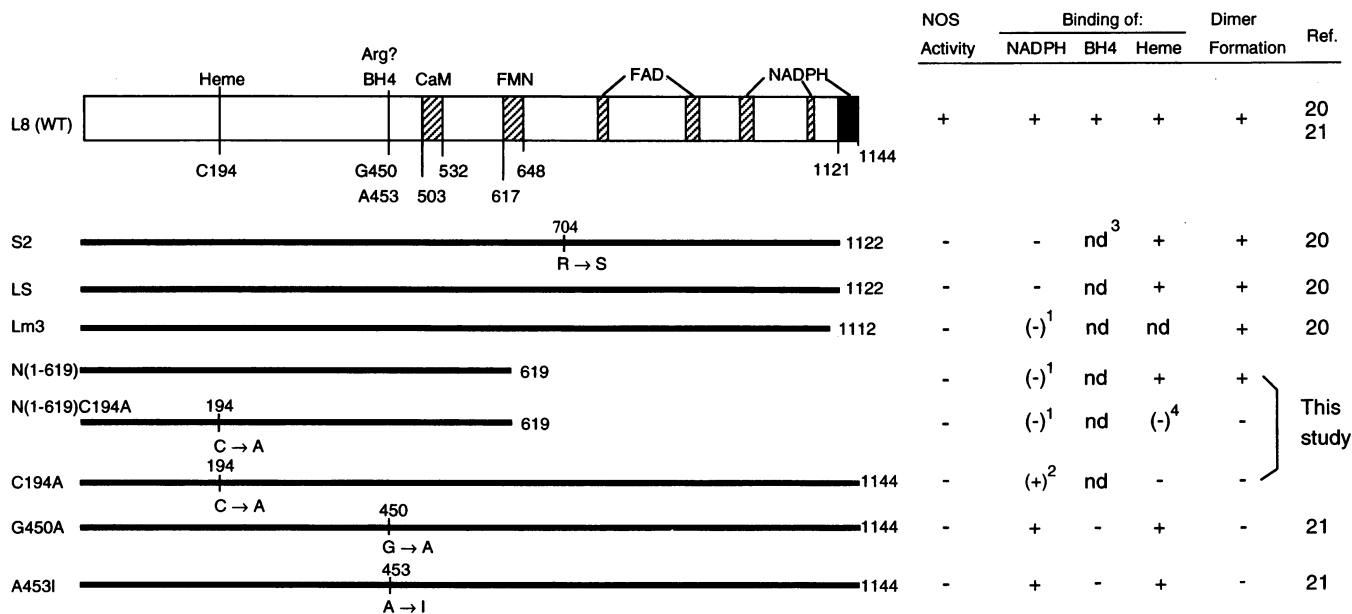 NOS Activity Binding of: NADPH BH4 Heme Dimer Formation Ref.
Heme Arg? BH4 CaM FMN FAD NADPH
L8 (WT) + + + + + 20 21
C194 G450 A453 503 532 617 648 1121 1144
S2 704 R → S 1122 - - nd3 + + 20
LS 1122 - - nd + + 20
Lm3 1112 - (-)1 nd nd + 20
N(1-619) 619 - (-)1 nd + +
N(1-619)C194A 194 C → A 619 - (-)1 nd (-)4 -
This study
C194A 194 C → A 1144 - (+)2 nd - -
G450A 450 G → A 1144 - + - + - 21
A453I 453 A → I 1144 - + - + - 21